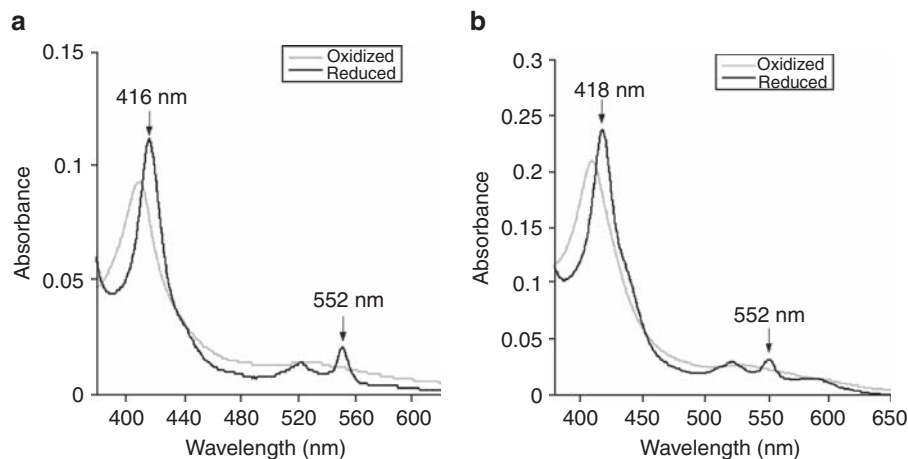 a
0.15
Oxidized
Reduced
416 nm
0.1
Absorbance
0.05
552 nm
0
400 440 480 520 560 600
Wavelength (nm)
b
0.3
Oxidized
Reduced
418 nm
0.25
0.2
Absorbance
0.15
0.1
552 nm
0.05
0
400 450 500 550 600 650
Wavelength (nm)